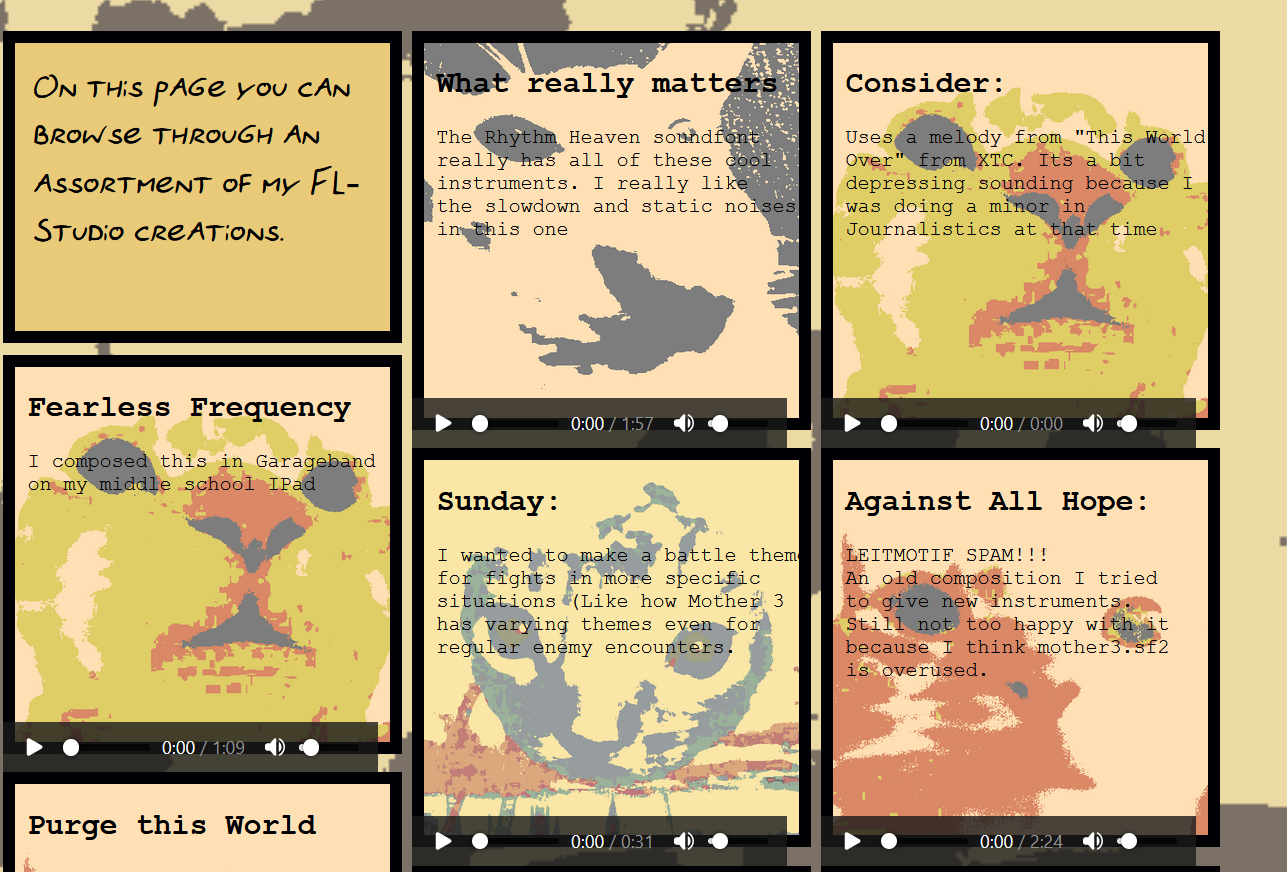 On this page you can
browse through an
assortment of my FL-
Studio creations.
What really matters
The Rhythm Heaven soundfont
really has all of these cool
instruments. I really like
the slowdown and static noises
in this one
0:00 / 1:57
Consider:
Uses a melody from "This World
Over" from XTC. Its a bit
depressing sounding because I
was doing a minor in
Journalistics at that time
0:00 / 0:00
Fearless Frequency
I composed this in Garageband
on my middle school IPad
0:00 / 1:09
Sunday:
I wanted to make a battle theme
for fights in more specific
situations (Like how Mother 3
has varying themes even for
regular enemy encounters.
0:00 / 0:31
Against All Hope:
LEITMOTIF SPAM!!!
An old composition I tried
to give new instruments.
Still not too happy with it
because I think mother3.sf2
is overused.
0:00 / 2:24
Purge this World